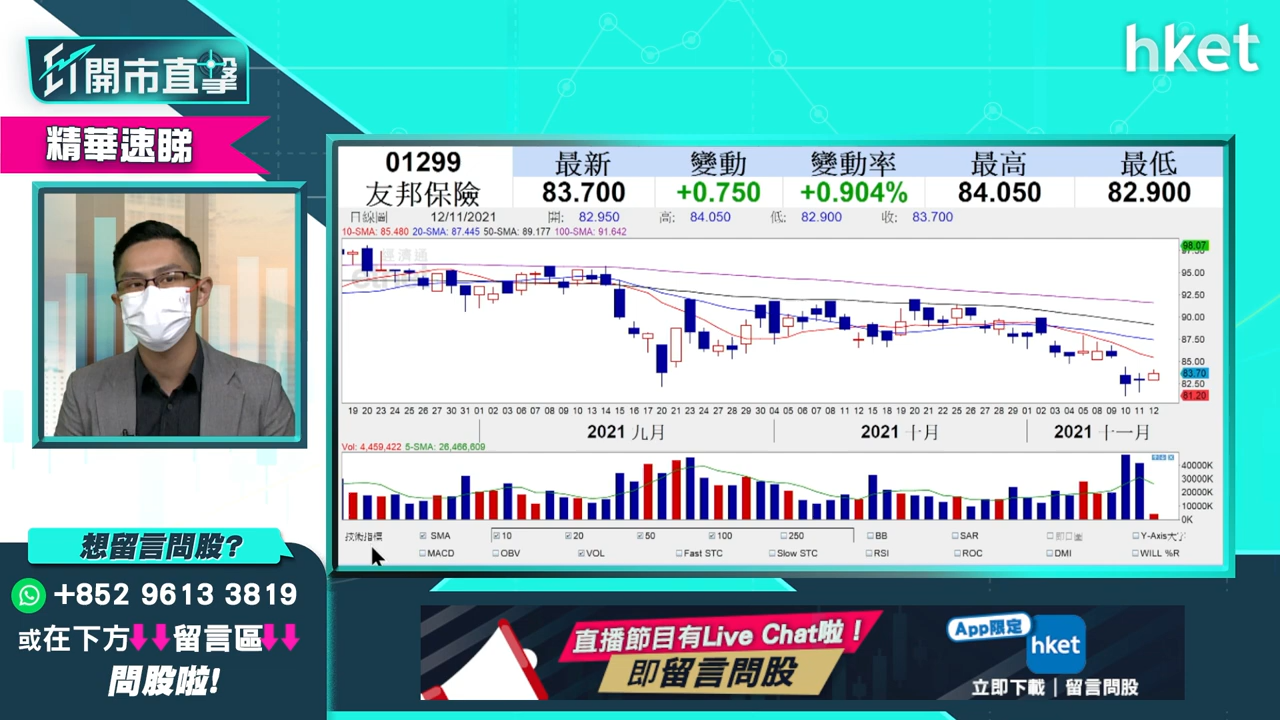 hket
ET開市直擊
精華速睇
01299
友邦保險
最新
83.700
變動
+0.750
變動率
+0.904%
最高
84.050
最低
82.900
日線圖 12/11/2021 開: 82.950 高: 84.050 低: 82.900 收: 83.700
10-SMA: 85.480 20-SMA: 87.445 50-SMA: 89.177 100-SMA: 91.642
經濟通
98.07
97.50
95.00
92.50
90.00
87.50
85.00
83.70
82.50
81.20
19 20 23 24 25 26 27 30 31 01 02 03 06 07 08 09 10 13 14 15 16 17 20 21 23 24 27 28 29 30 04 05 06 07 08 11 12 15 18 19 20 21 22 25 26 27 28 29 01 02 03 04 05 08 09 10 11 12
2021 九月 2021 十月 2021 十一月
Vol: 4,459,422 5-SMA: 26,466,609
40000K
30000K
20000K
10000K
0K
技術指標 SMA 10 20 50 100 250 BB SAR Y-Axis大字
MACD OBV VOL Fast STC Slow STC RSI ROC DMI WILL %R
想留言問股?
+852 9613 3819
或在下方留言區
問股啦!
直播節目有Live Chat啦！
即留言問股
App限定
hket
立即下載｜留言問股